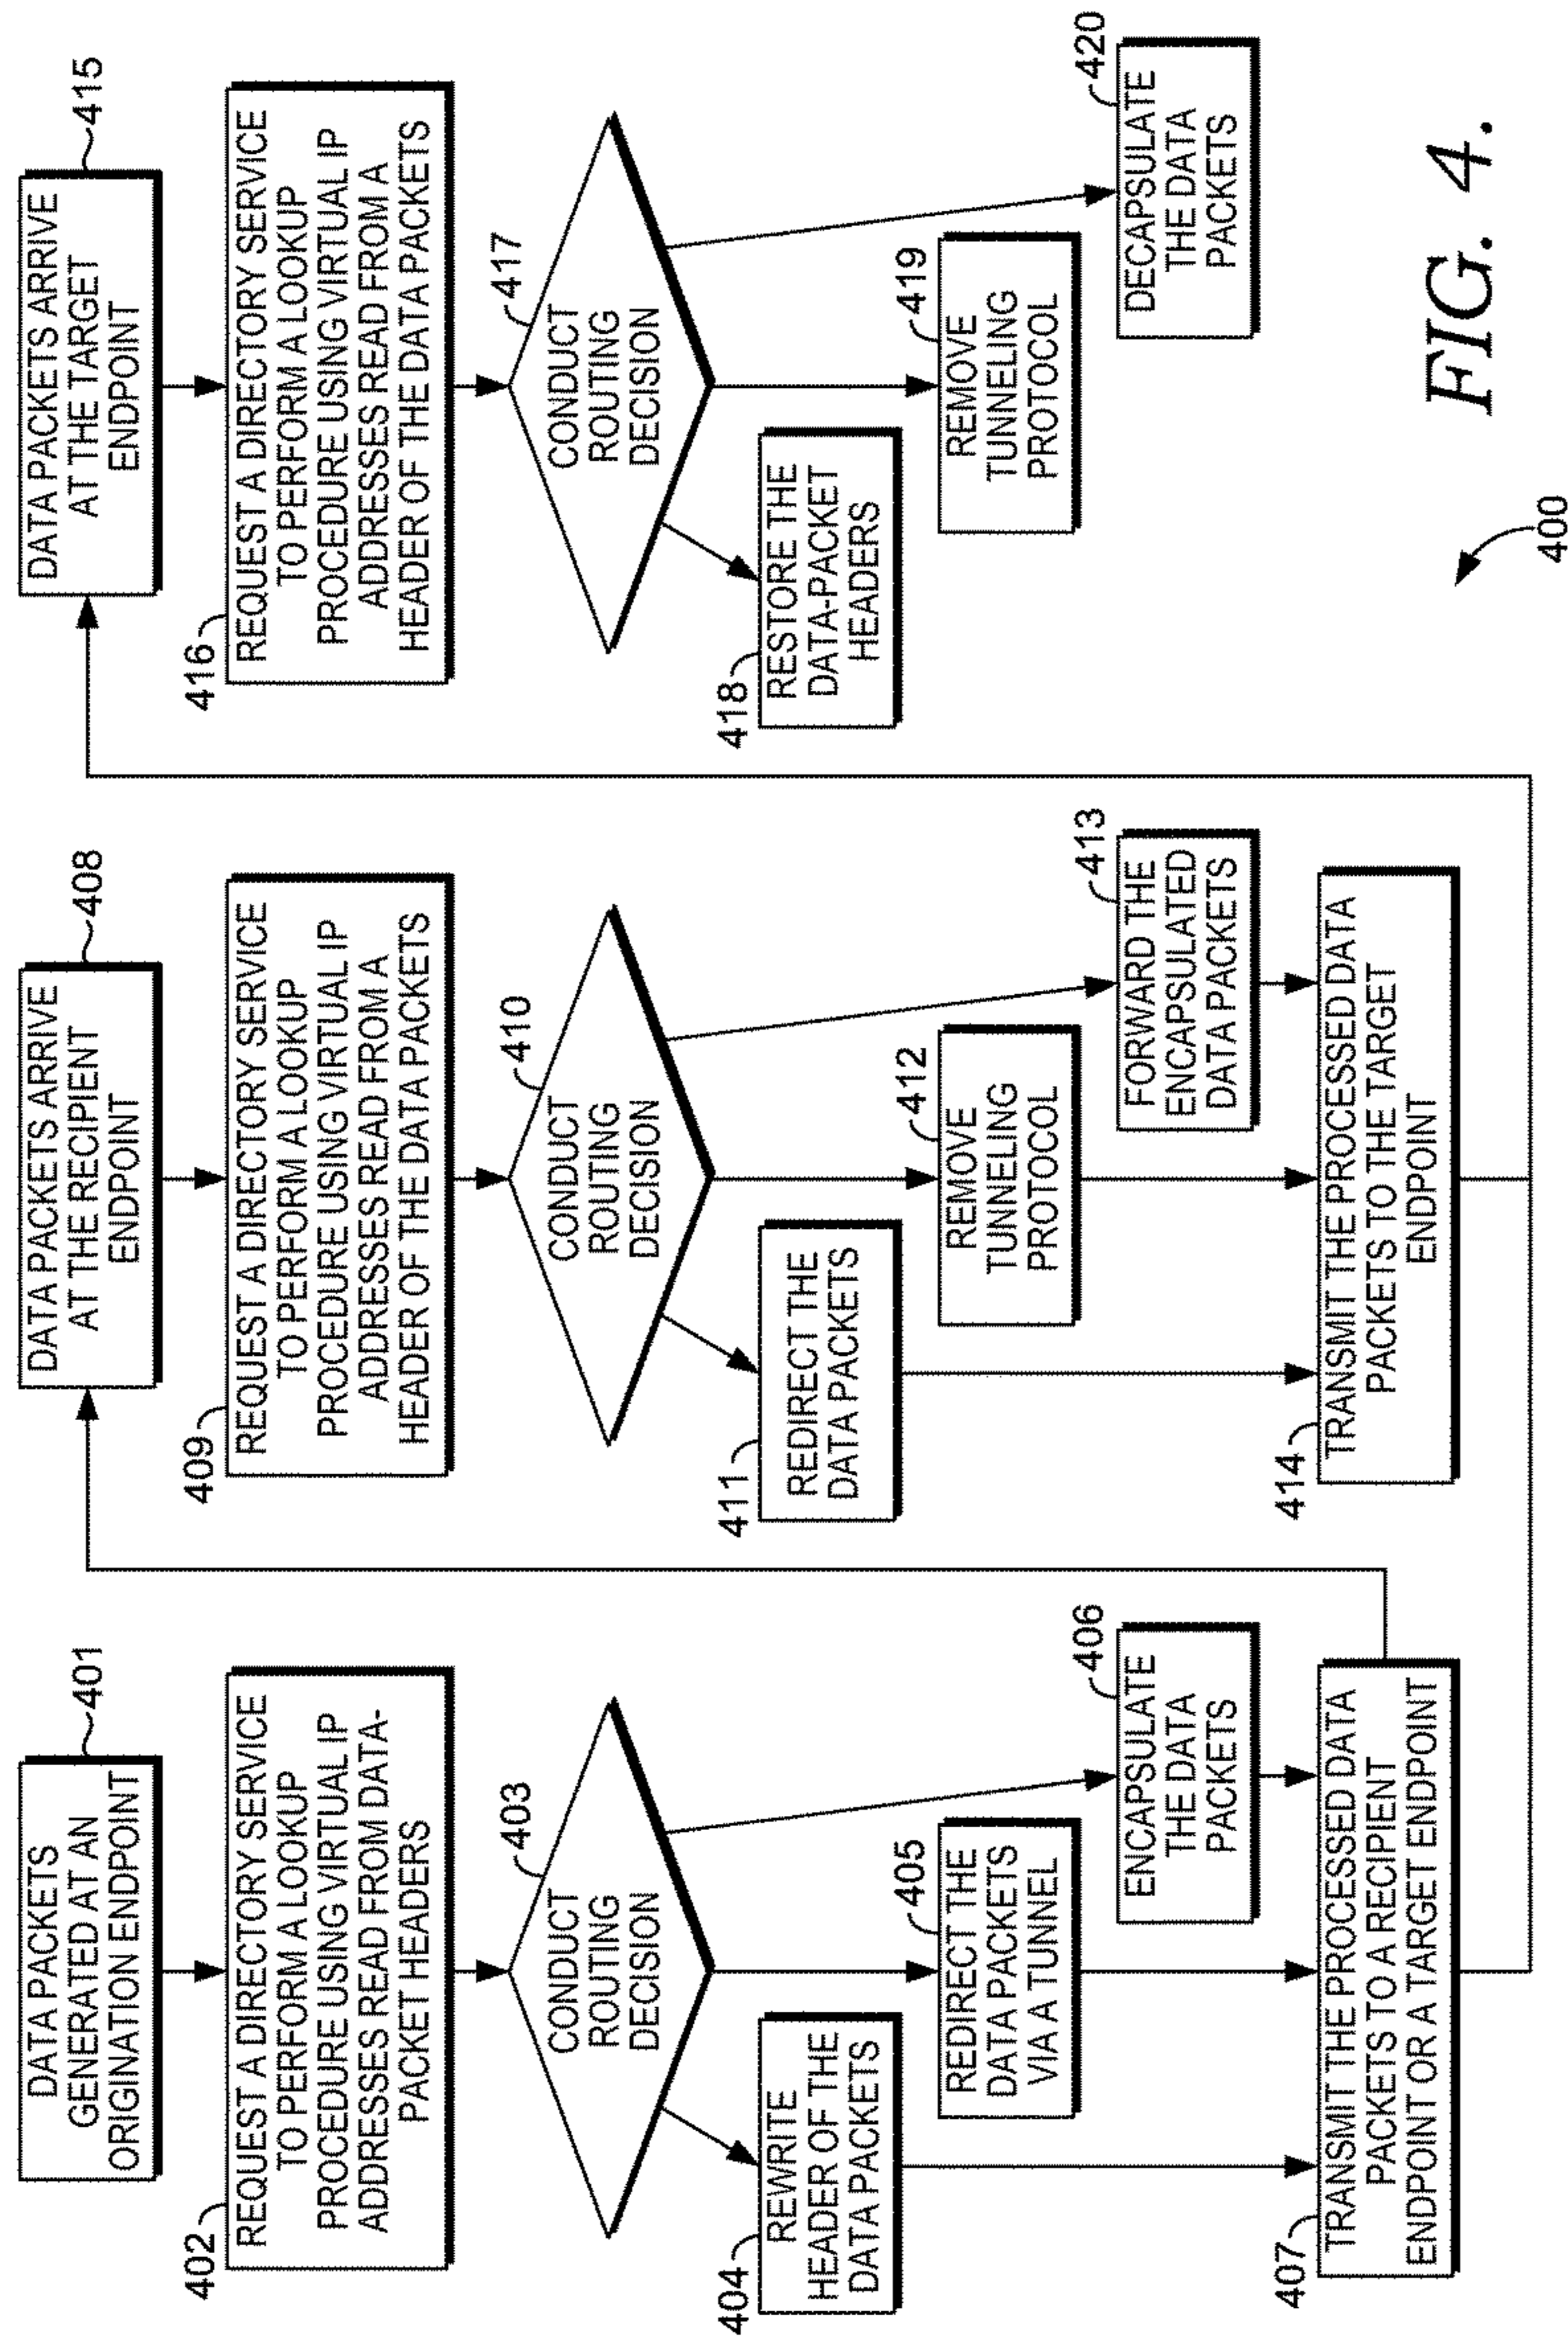 DATA PACKETS
GENERATED AT AN
ORIGINATION ENDPOINT
401
402
REQUEST A DIRECTORY SERVICE
TO PERFORM A LOOKUP
PROCEDURE USING VIRTUAL IP
ADDRESSES READ FROM DATA-
PACKET HEADERS
403
CONDUCT
ROUTING
DECISION
404
REWRITE
HEADER OF THE
DATA PACKETS
405
REDIRECT THE
DATA PACKETS
VIA A TUNNEL
406
ENCAPSULATE
THE DATA
PACKETS
407
TRANSMIT THE PROCESSED DATA
PACKETS TO A RECIPIENT
ENDPOINT OR A TARGET ENDPOINT
DATA PACKETS ARRIVE
AT THE RECIPIENT
ENDPOINT
408
409
REQUEST A DIRECTORY SERVICE
TO PERFORM A LOOKUP
PROCEDURE USING VIRTUAL IP
ADDRESSES READ FROM A
HEADER OF THE DATA PACKETS
410
CONDUCT
ROUTING
DECISION
411
REDIRECT THE
DATA PACKETS
412
REMOVE
TUNNELING
PROTOCOL
413
FORWARD THE
ENCAPSULATED
DATA PACKETS
414
TRANSMIT THE PROCESSED DATA
PACKETS TO THE TARGET
ENDPOINT
DATA PACKETS ARRIVE
AT THE TARGET
ENDPOINT
415
416
REQUEST A DIRECTORY SERVICE
TO PERFORM A LOOKUP
PROCEDURE USING VIRTUAL IP
ADDRESSES READ FROM A
HEADER OF THE DATA PACKETS
417
CONDUCT
ROUTING
DECISION
418
RESTORE THE
DATA-PACKET
HEADERS
419
REMOVE
TUNNELING
PROTOCOL
420
DECAPSULATE
THE DATA
PACKETS
400
FIG. 4.